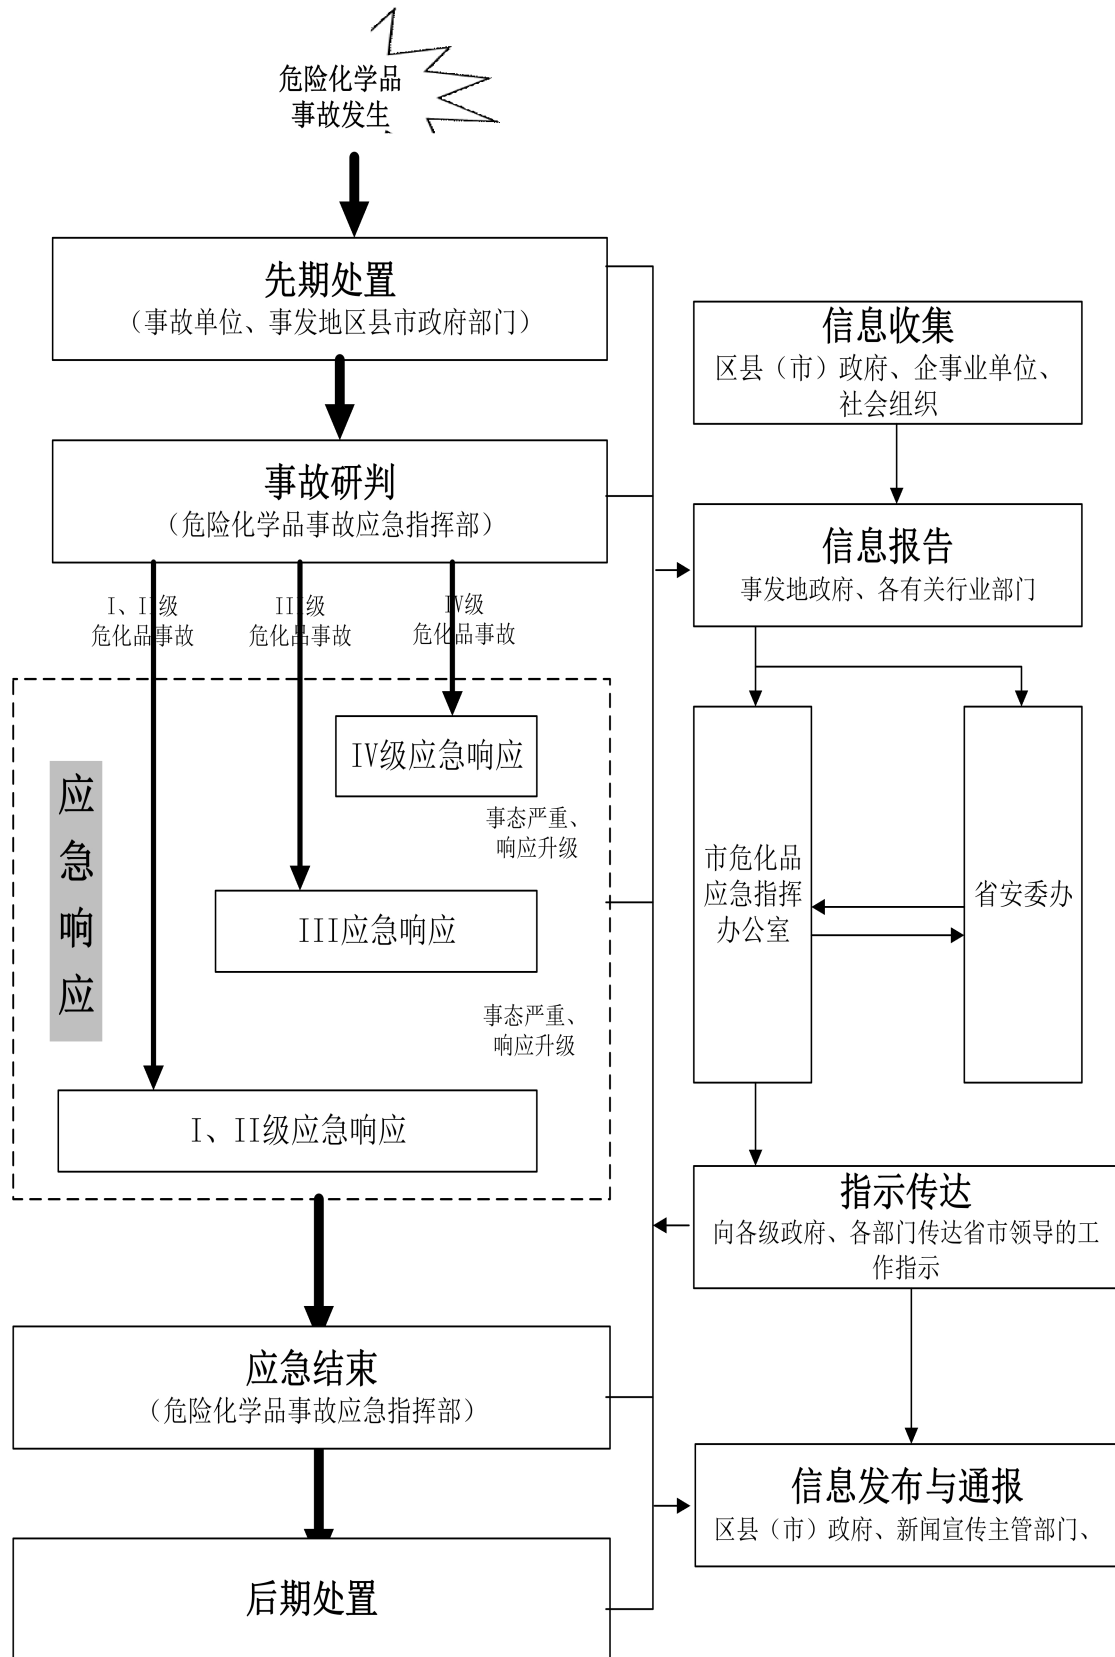 危险化学品
事故发生
先期处置
（事故单位、事发地区县市政府部门）
事故研判
（危险化学品事故应急指挥部）
I、II级
危化品事故
III级
危化品事故
IV级
危化品事故
应
急
响
应
IV级应急响应
事态严重、
响应升级
III应急响应
事态严重、
响应升级
I、II级应急响应
应急结束
（危险化学品事故应急指挥部）
后期处置
信息收集
区县（市）政府、企事业单位、
社会组织
信息报告
事发地政府、各有关行业部门
市危化品
应急指挥
办公室
省安委办
指示传达
向各级政府、各部门传达省市领导的工
作指示
信息发布与通报
区县（市）政府、新闻宣传主管部门、